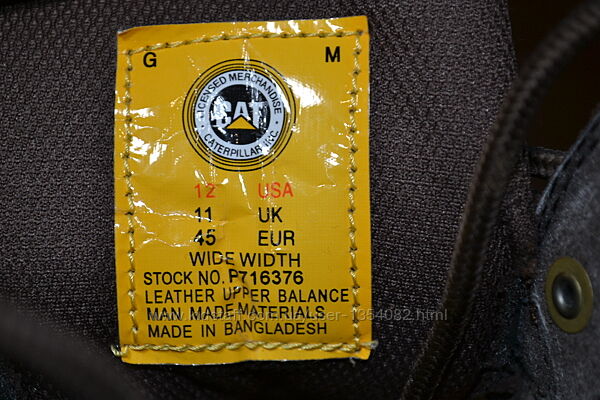 G M
LICENSED MERCHANDISE
CAT
CATERPILLAR INC.
12 USA
11 UK
45 EUR
WIDE WIDTH
STOCK NO. P716376
LEATHER UPPER BALANCE
MAN MADE MATERIALS
MADE IN BANGLADESH